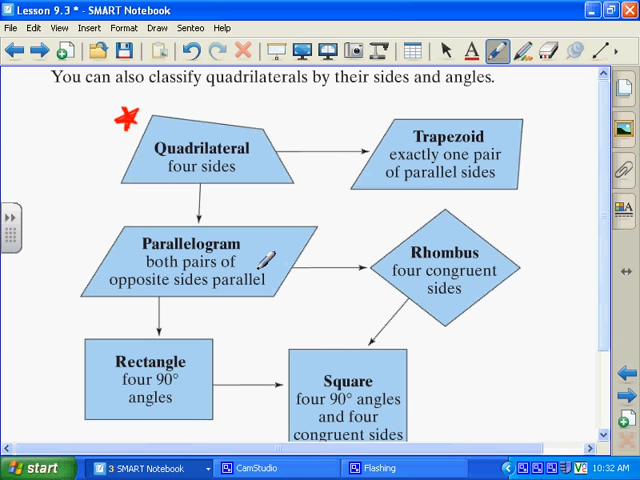 Lesson 9.3 * - SMART Notebook
File Edit View Insert Format Draw Help
You can also classify quadrilaterals by their sides and angles.
Quadrilateral
four sides
Trapezoid
exactly one pair
of parallel sides
Parallelogram
both pairs of
opposite sides parallel
Rhombus
four congruent
sides
Rectangle
four 90°
angles
Square
four 90° angles
and four
congruent sides
start
3 SMART Notebook
CamStudio
Flashing
10:32 AM